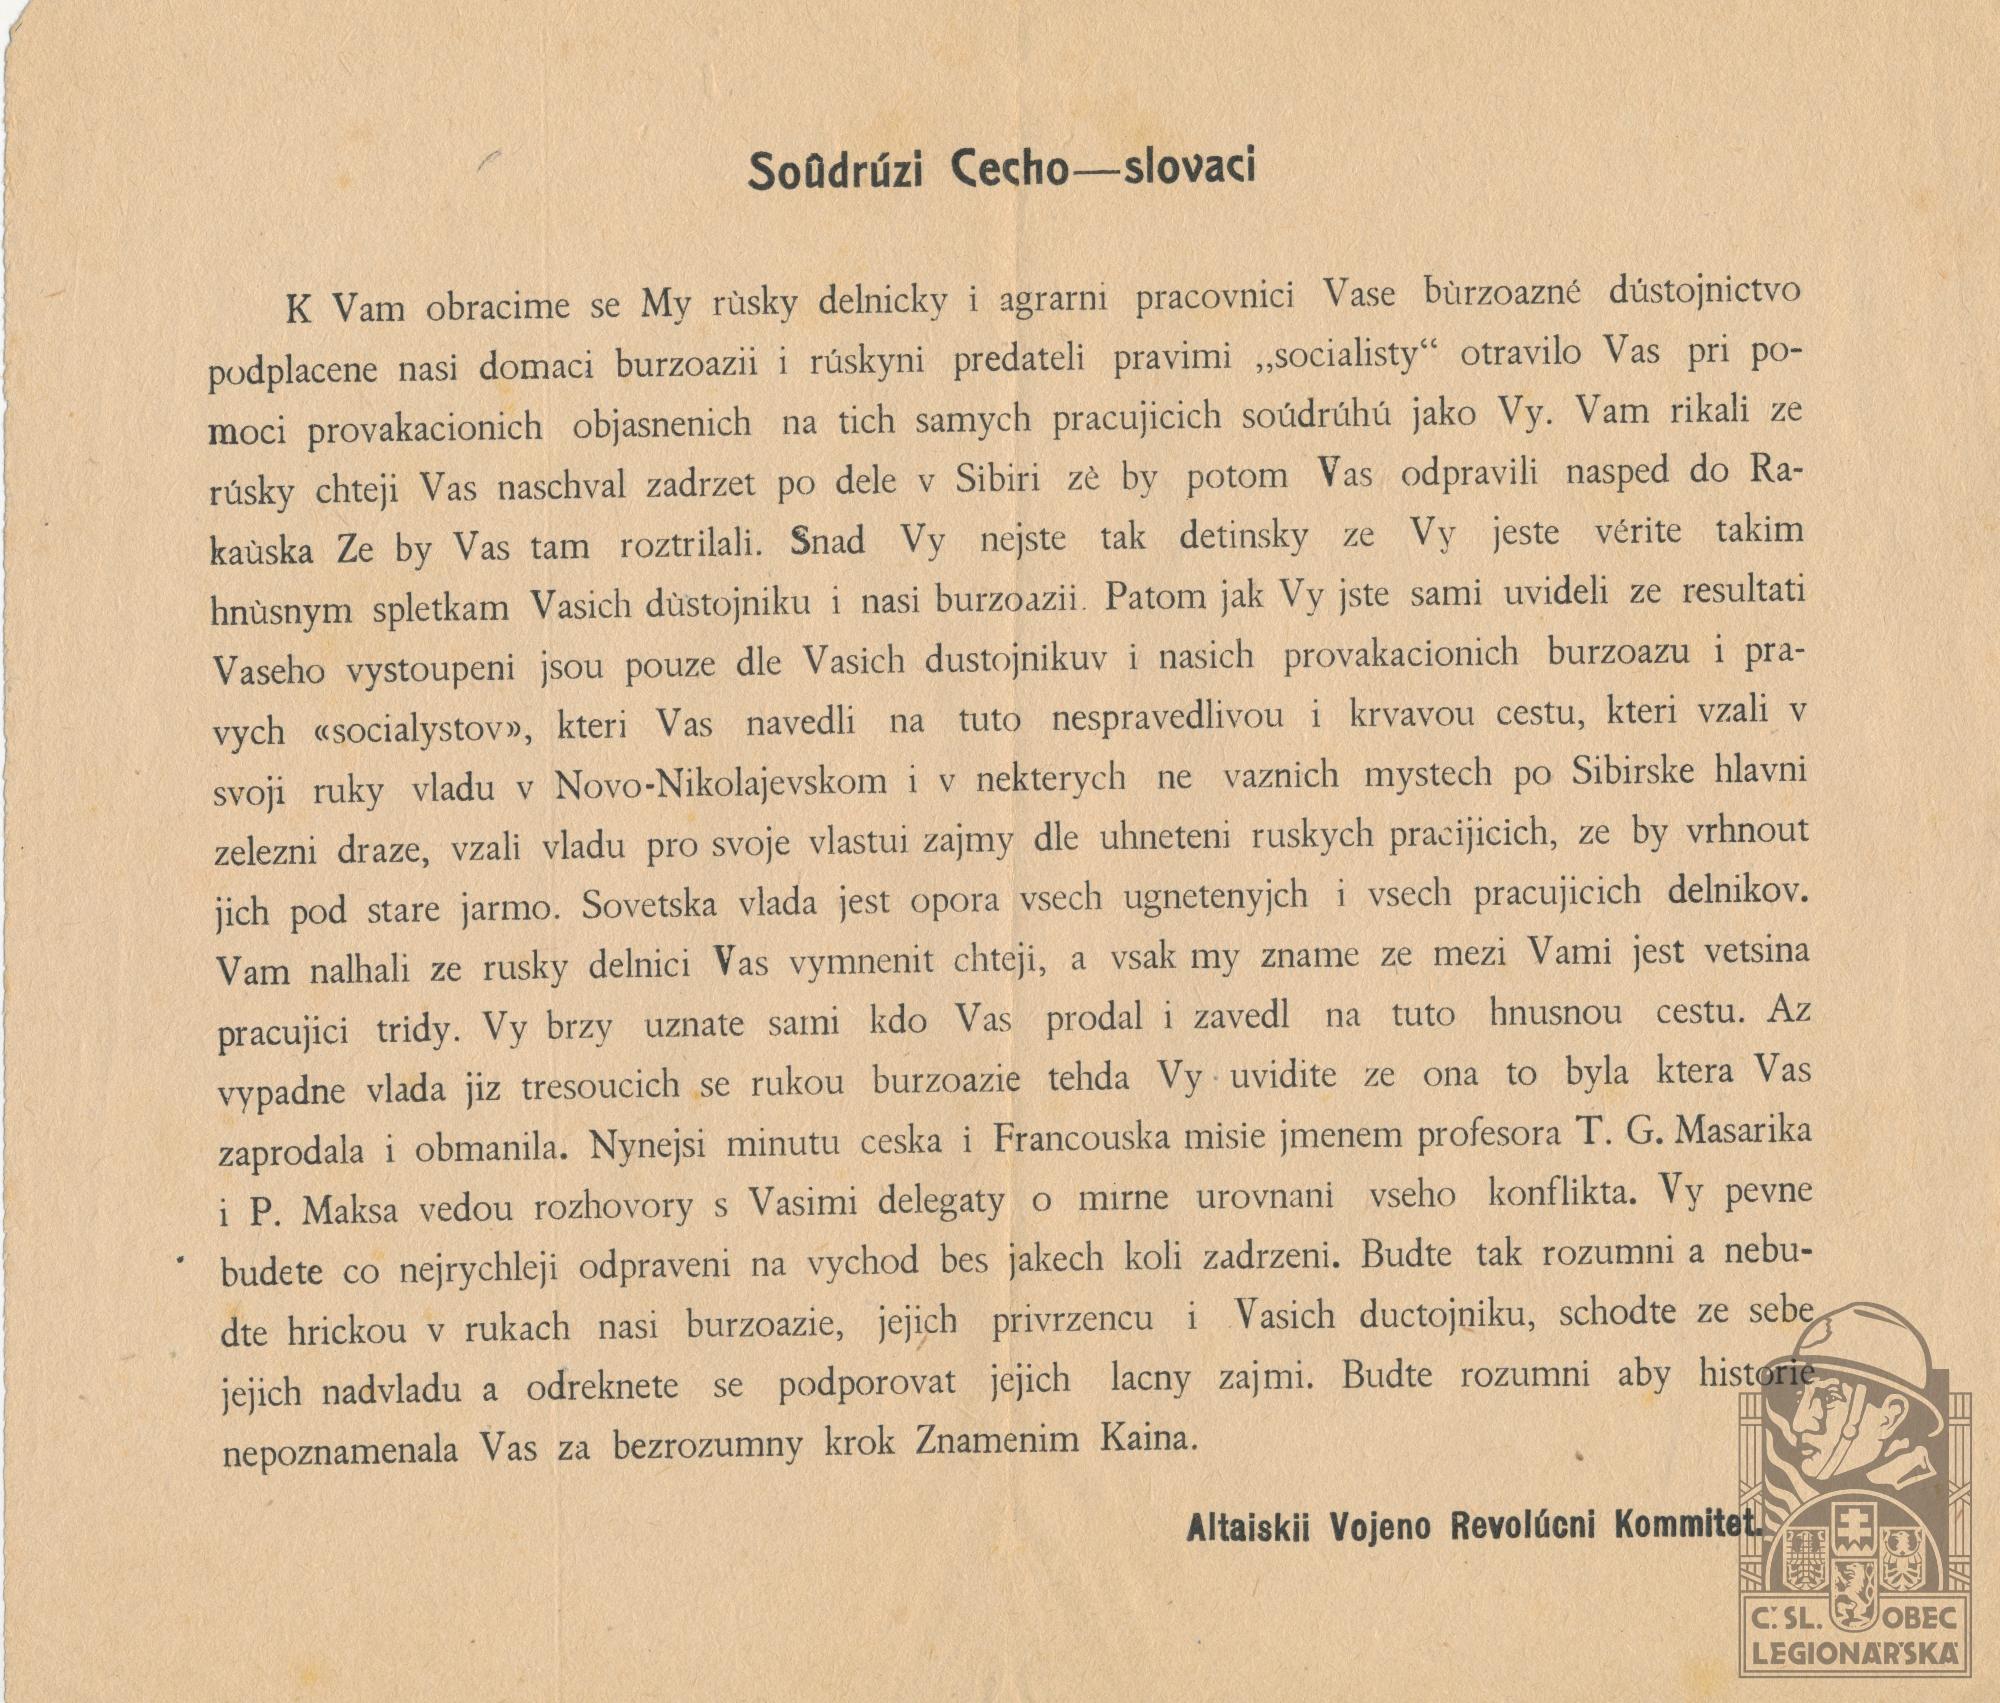 Soûdrúzi Cecho—slovaci
K Vam obracime se My rùsky delnicky i agrarni pracovnici Vase bùrzoazné dústojnictvo
podplacene nasi domaci burzoazii i rúskyni predateli pravimi „socialisty“ otravilo Vas pri po-
moci provakacionich objasnenich na tich samych pracujicich soúdrúhú jako Vy. Vam rikali ze
rúsky chteji Vas naschval zadrzet po dele v Sibiri zè by potom Vas odpravili nasped do Ra-
kaùska Ze by Vas tam roztrilali. Snad Vy nejste tak detinsky ze Vy jeste vérite takim
hnùsnym spletkam Vasich dùstojniku i nasi burzoazii. Patom jak Vy jste sami uvideli ze resultati
Vaseho vystoupeni jsou pouze dle Vasich dustojnikuv i nasich provakacionich burzoazu i pra-
vych «socialystov», kteri Vas navedli na tuto nespravedlivou i krvavou cestu, kteri vzali v
svoji ruky vladu v Novo-Nikolajevskom i v nekterych ne vaznich mystech po Sibirske hlavni
zelezni draze, vzali vladu pro svoje vlastui zajmy dle uhneteni ruskych pracijicich, ze by vrhnout
jich pod stare jarmo. Sovetska vlada jest opora vsech ugnetenyjch i vsech pracujicich delnikov.
Vam nalhali ze rusky delnici Vas vymnenit chteji, a vsak my zname ze mezi Vami jest vetsina
pracujici tridy. Vy brzy uznate sami kdo Vas prodal i zavedl na tuto hnusnou cestu. Az
vypadne vlada jiz tresoucich se rukou burzoazie tehda Vy uvidite ze ona to byla ktera Vas
zaprodala i obmanila. Nynejsi minutu ceska i Francouska misie jmenem profesora T. G. Masarika
i P. Maksa vedou rozhovory s Vasimi delegaty o mirne urovnani vseho konflikta. Vy pevne
budete co nejrychleji odpraveni na vychod bes jakech koli zadrzeni. Budte tak rozumni a nebu-
dte hrickou v rukach nasi burzoazie, jejich privrzencu i Vasich ductojniku, schodte ze sebe
jejich nadvladu a odreknete se podporovat jejich lacny zajmi. Budte rozumni aby historie
nepoznamenala Vas za bezrozumny krok Znamenim Kaina.
Altaiskii Vojeno Revolúcni Kommitet.
Č. SL. OBEC
LEGIONÁŘSKÁ